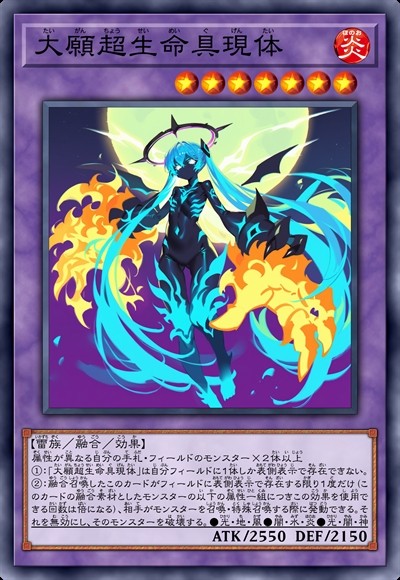 大願超生命具現体
炎
【雷族／融合／効果】
属性が異なる自分の手札・フィールドのモンスター×2体以上
①：「大願超生命具現体」は自分フィールドに1体しか表側表示で存在できない。
②：融合召喚したこのカードがフィールドに表側表示で存在する限り1度だけ（こ
のカードの融合素材としたモンスターの以下の属性一組につきこの効果を使用で
きる回数は倍になる）、相手がモンスターを召喚・特殊召喚する際に発動できる。そ
れを無効にし、そのモンスターを破壊する。●光・地・風●闇・水・炎●光・闇・神
ATK/2550 DEF/2150